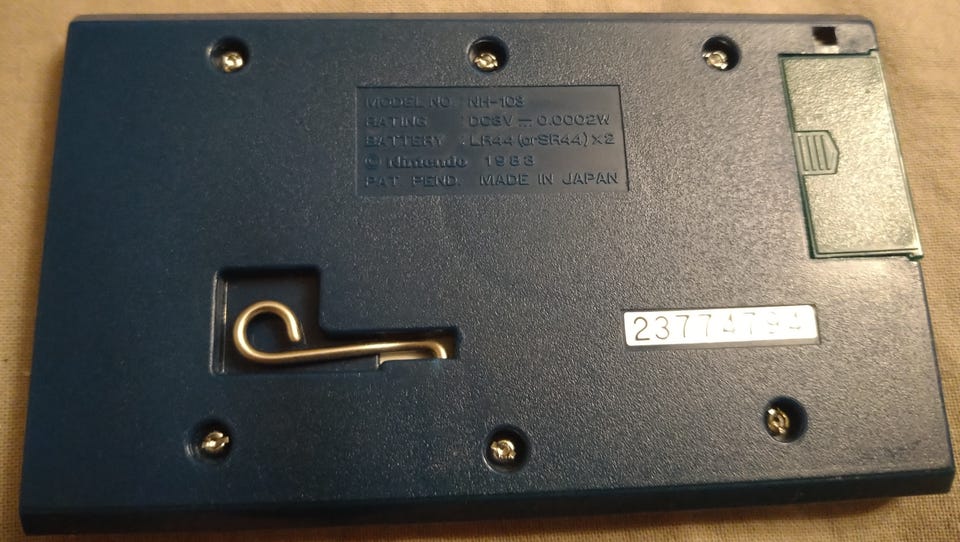 MODEL NO. NH-103
RATING : DC3V ⎓ 0.0002W
BATTERY : LR44 (or SR44) X2
© Nintendo 1983
PAT PEND. MADE IN JAPAN
23774794